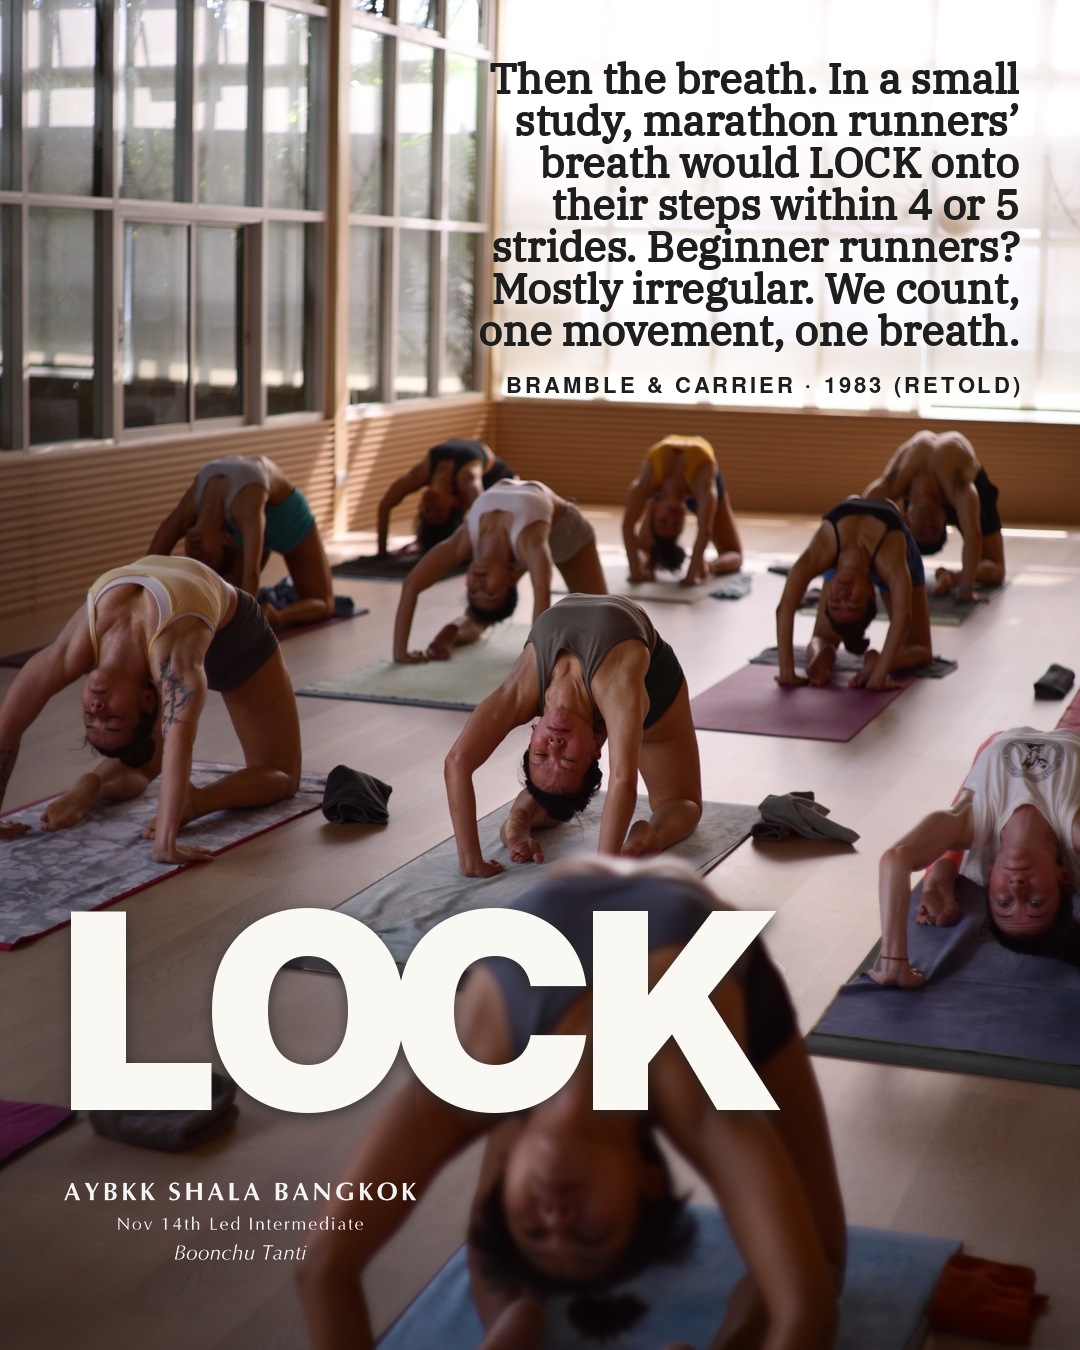 Then the breath. In a small
study, marathon runners’
breath would LOCK onto
their steps within 4 or 5
strides. Beginner runners?
Mostly irregular. We count,
one movement, one breath.
BRAMBLE & CARRIER · 1983 (RETOLD)
LOCK
AYBKK SHALA BANGKOK
Nov 14th Led Intermediate
Boonchu Tanti